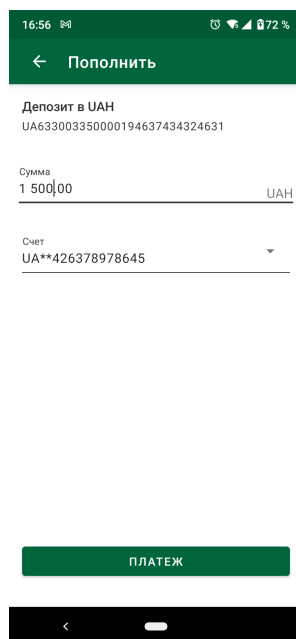 16:56 72 %
Пополнить
Депозит в UAH
UA633003350000194637434324631
Сумма
1 500.00 UAH
Счет
UA**426378978645
ПЛАТЕЖ